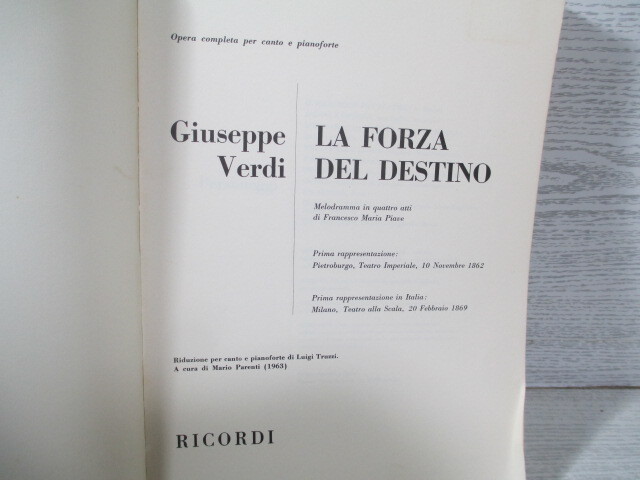 Opera completa per canto e pianoforte
Giuseppe
Verdi
LA FORZA
DEL DESTINO
Melodramma in quattro atti
di Francesco Maria Piave
Prima rappresentazione:
Pietroburgo, Teatro Imperiale, 10 Novembre 1862
Prima rappresentazione in Italia:
Milano, Teatro alla Scala, 20 Febbraio 1869
Riduzione per canto e pianoforte di Luigi Truzzi.
A cura di Mario Parenti (1963)
RICORDI